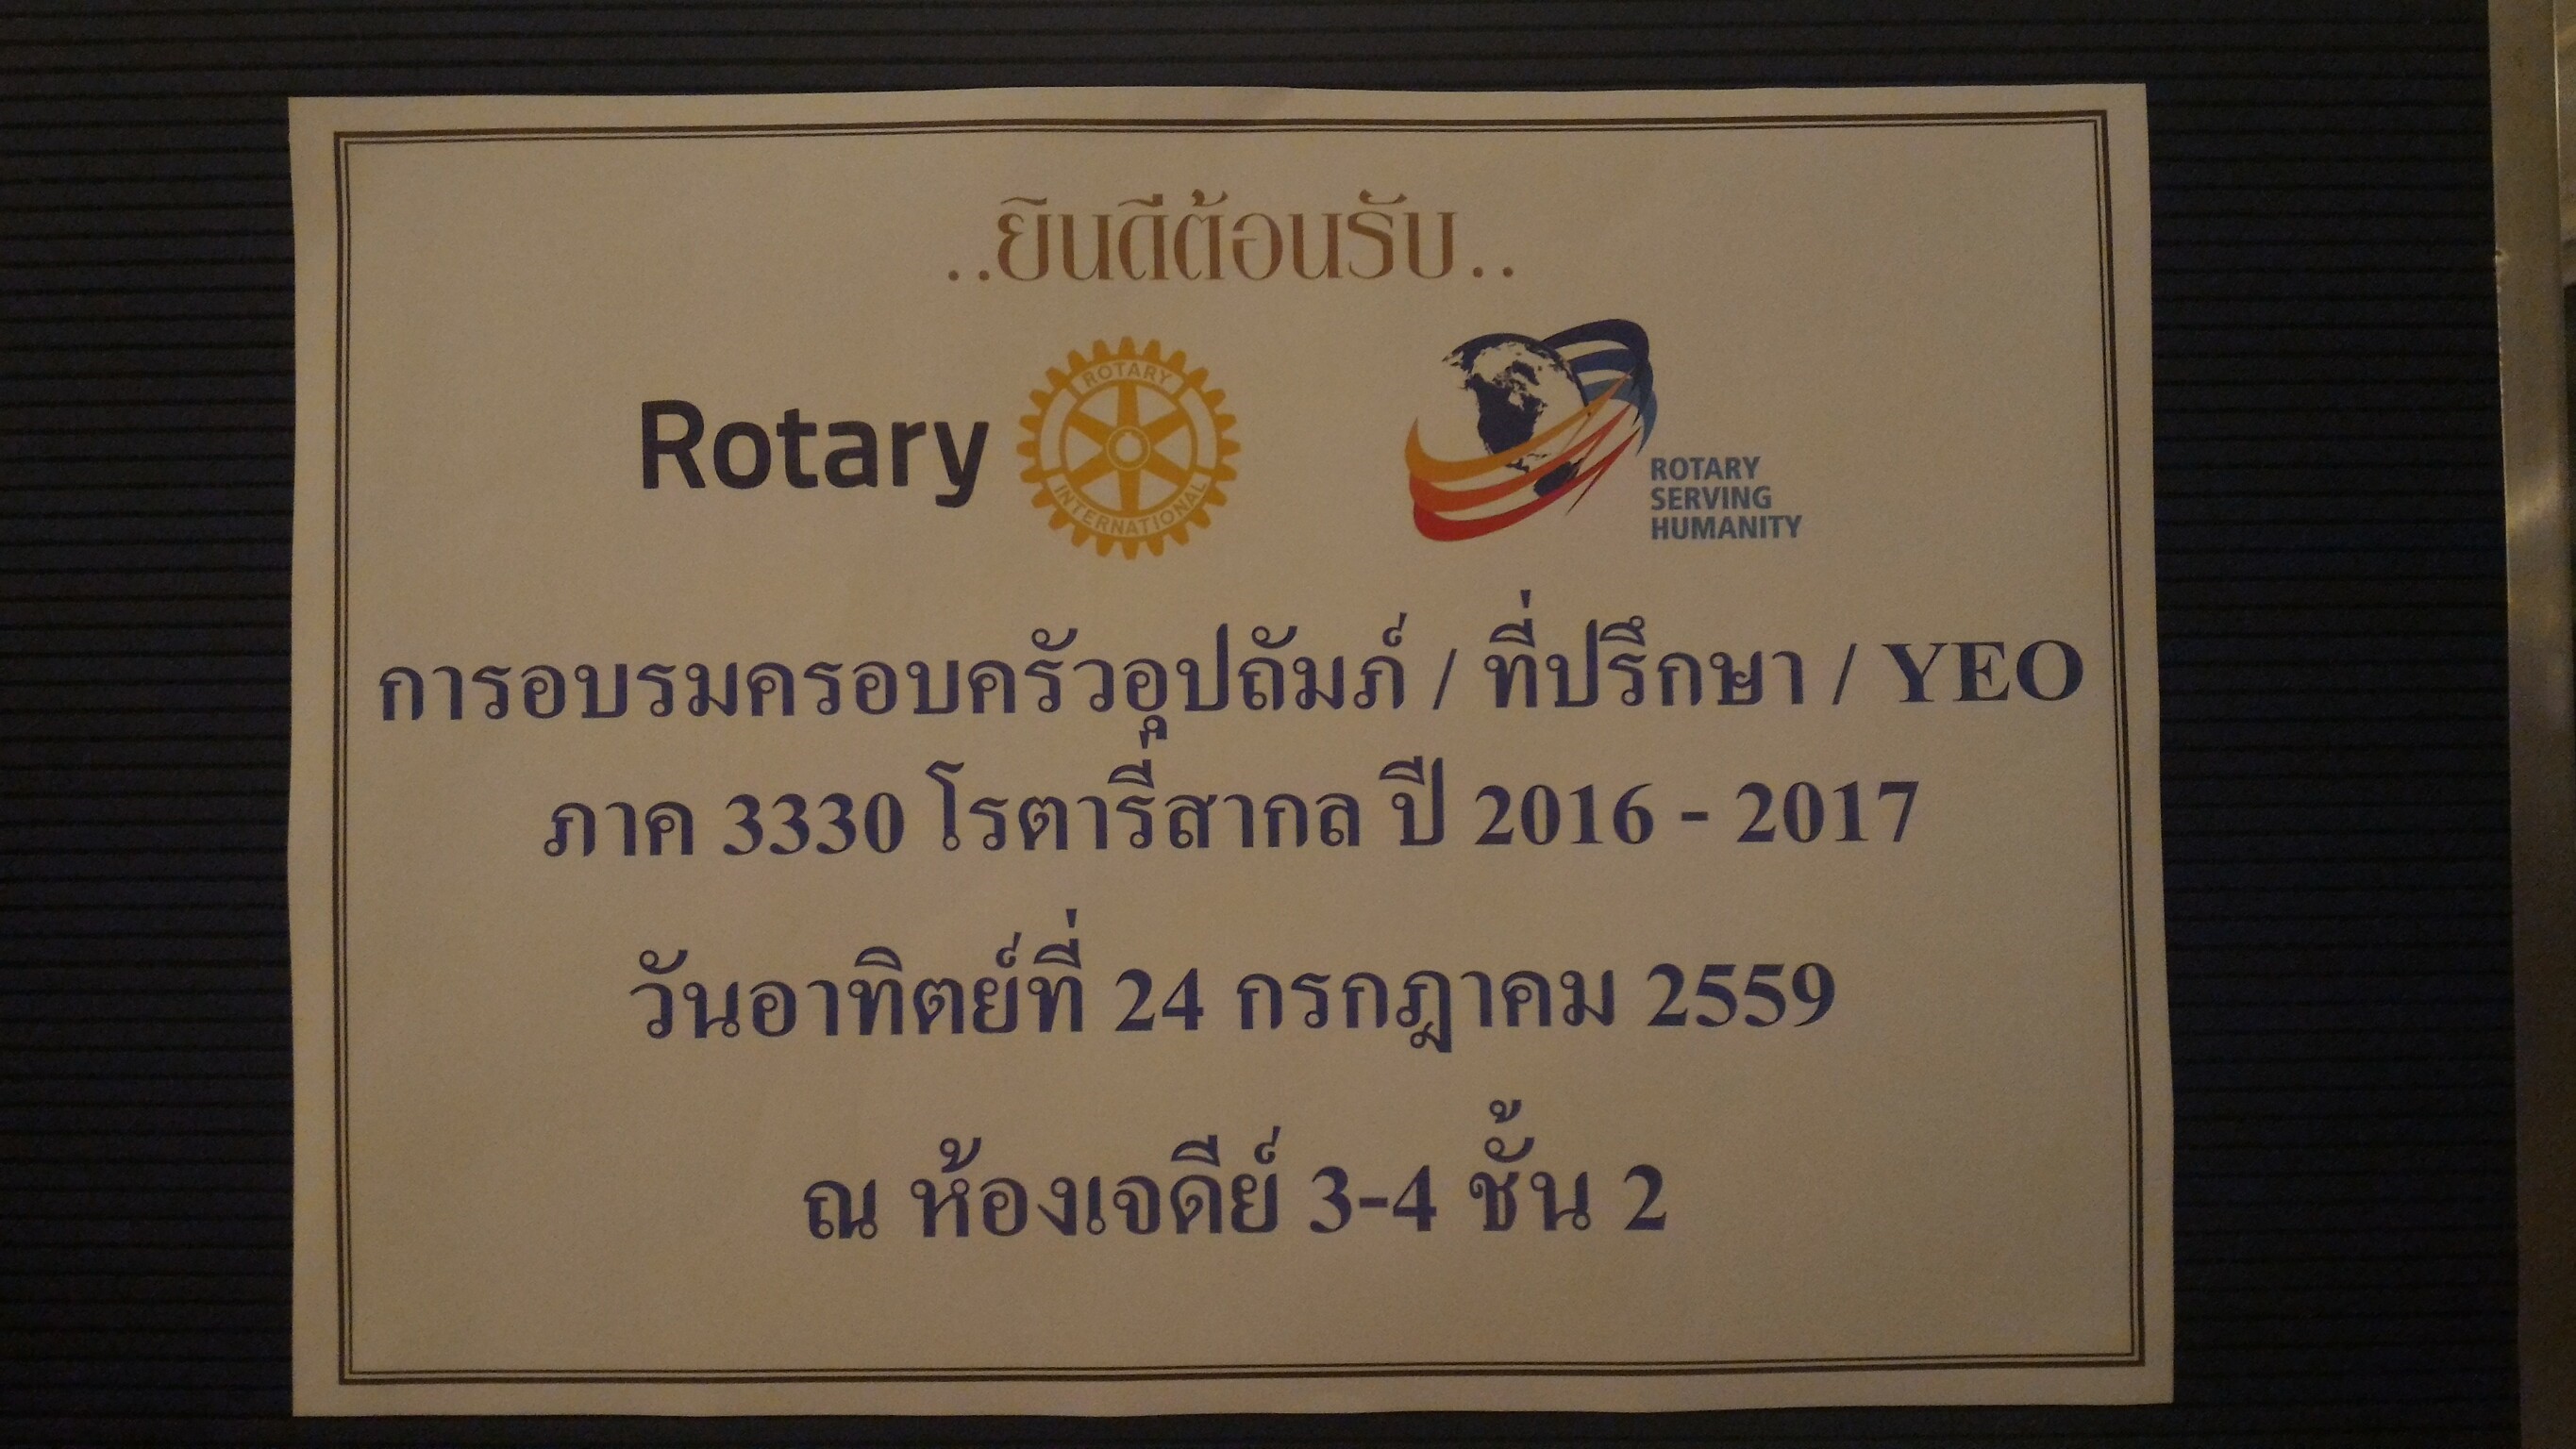 ..ยินดีต้อนรับ..
Rotary
ROTARY
INTERNATIONAL
ROTARY
SERVING
HUMANITY
การอบรมครอบครัวอุปถัมภ์ / ที่ปรึกษา / YEO
ภาค 3330 โรตารี่สากล ปี 2016 - 2017
วันอาทิตย์ที่ 24 กรกฎาคม 2559
ณ ห้องเจดีย์ 3-4 ชั้น 2